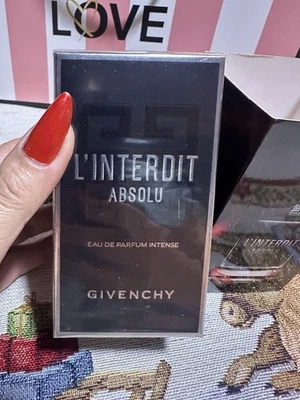 LOVE
L'INTERDIT
ABSOLU
EAU DE PARFUM INTENSE
GIVENCHY
L'INTERDIT